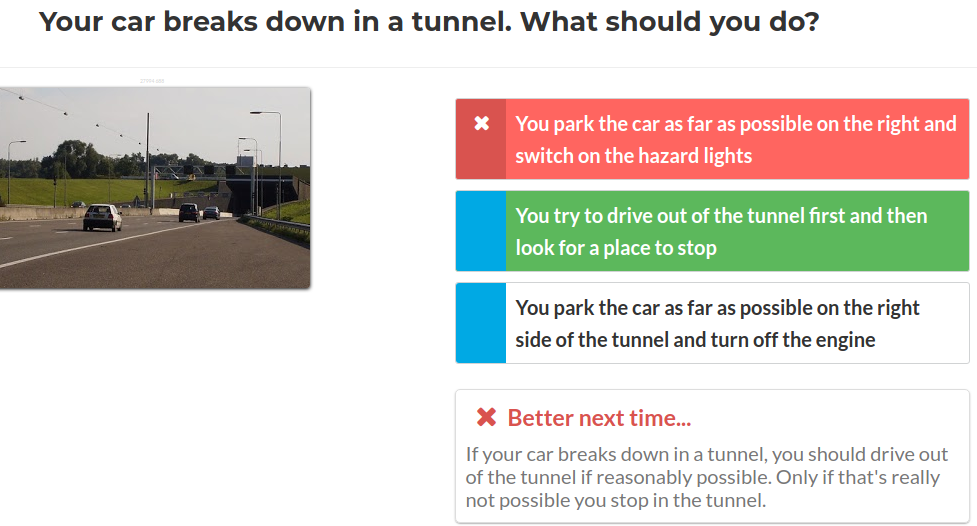 Your car breaks down in a tunnel. What should you do?
You park the car as far as possible on the right and
switch on the hazard lights
You try to drive out of the tunnel first and then
look for a place to stop
You park the car as far as possible on the right
side of the tunnel and turn off the engine
Better next time...
If your car breaks down in a tunnel, you should drive out
of the tunnel if reasonably possible. Only if that's really
not possible you stop in the tunnel.